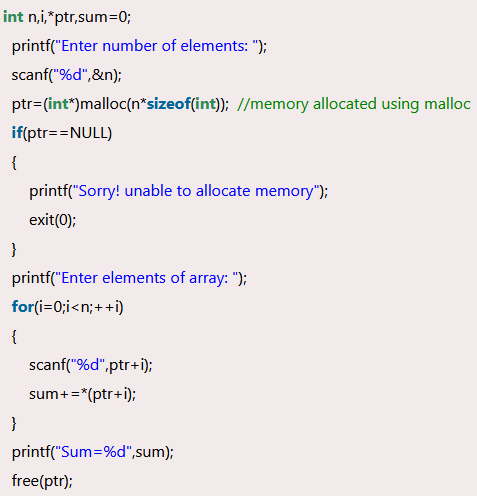 int n,i,*ptr,sum=0;
printf("Enter number of elements: ");
scanf("%d",&n);
ptr=(int*)malloc(n*sizeof(int));  //memory allocated using malloc
if(ptr==NULL)
{
printf("Sorry! unable to allocate memory");
exit(0);
}
printf("Enter elements of array: ");
for(i=0;i<n;++i)
{
scanf("%d",ptr+i);
sum+=*(ptr+i);
}
printf("Sum=%d",sum);
free(ptr);